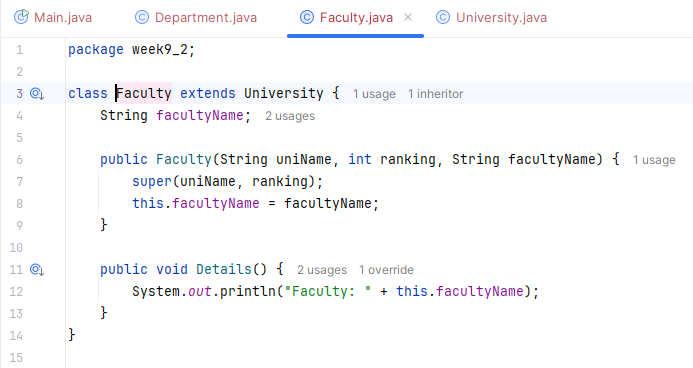 Main.java Department.java Faculty.java × University.java
1 package week9_2;
2
3 class Faculty extends University { 1 usage 1 inheritor
4 String facultyName; 2 usages
5
6 public Faculty(String uniName, int ranking, String facultyName) { 1 usage
7 super(uniName, ranking);
8 this.facultyName = facultyName;
9 }
10
11 public void Details() { 2 usages 1 override
12 System.out.println("Faculty: " + this.facultyName);
13 }
14 }
15